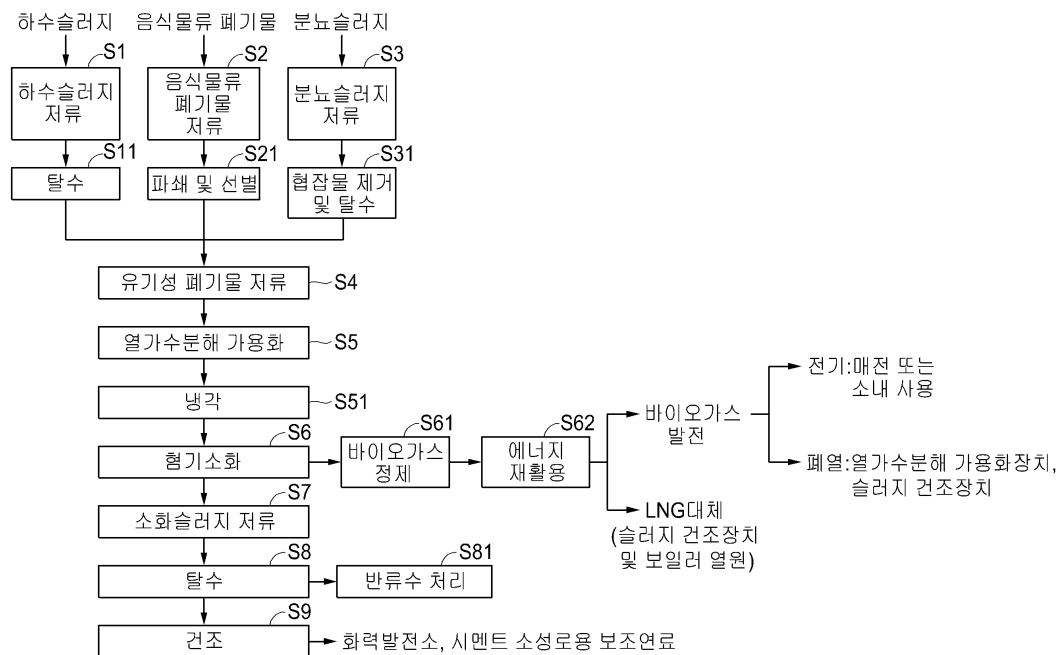 하수슬러지
음식물류 폐기물
분뇨슬러지
S1
S2
S3
하수슬러지
저류
음식물류
폐기물
저류
분뇨슬러지
저류
S11
S21
S31
탈수
파쇄 및 선별
협잡물 제거
및 탈수
유기성 폐기물 저류
S4
열가수분해 가용화
S5
냉각
S51
S6
혐기소화
S61
바이오가스
정제
S62
에너지
재활용
바이오가스
발전
전기:매전 또는
소내 사용
폐열:열가수분해 가용화장치,
슬러지 건조장치
LNG대체
(슬러지 건조장치
및 보일러 열원)
S7
소화슬러지 저류
S8
탈수
S81
반류수 처리
S9
건조
화력발전소, 시멘트 소성로용 보조연료